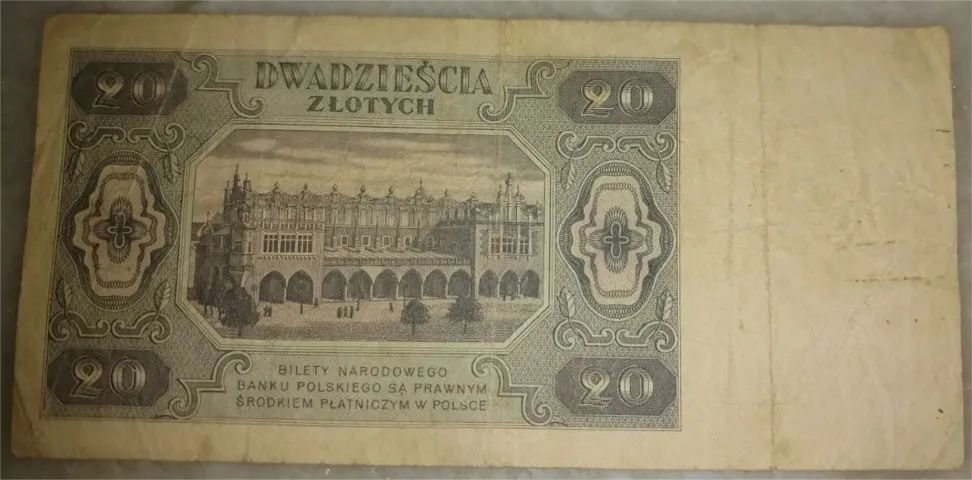 20 DWADZIEŚCIA 20
ZŁOTYCH
20 BILETY NARODOWEGO 20
BANKU POLSKIEGO SĄ PRAWNYM
ŚRODKIEM PŁATNICZYM W POLSCE